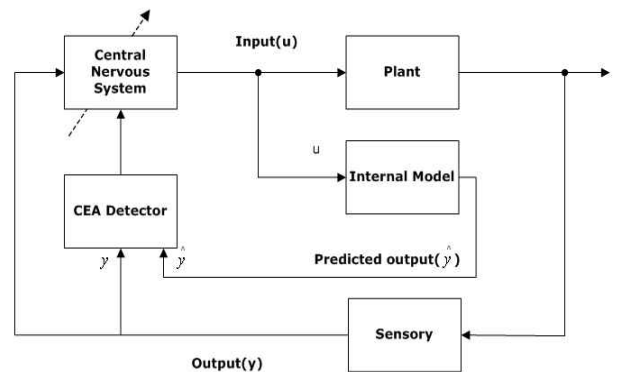 Input(u)
Central
Nervous
System
Plant
u
Internal Model
CEA Detector
y
ŷ
Predicted output(ŷ)
Sensory
Output(y)